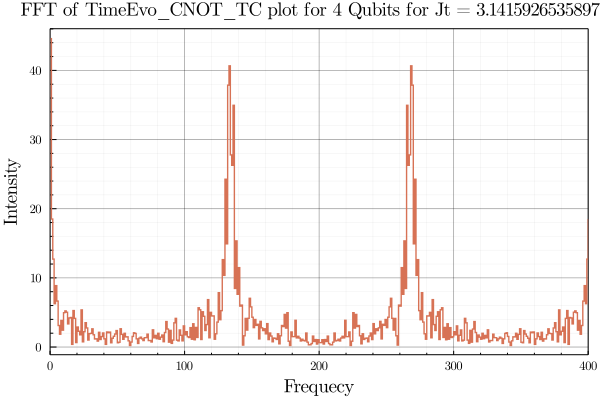 FFT of TimeEvo_CNOT_TC plot for 4 Qubits for Jt = 3.1415926535897
Intensity
40
30
20
10
0
0 100 200 300 400
Frequecy